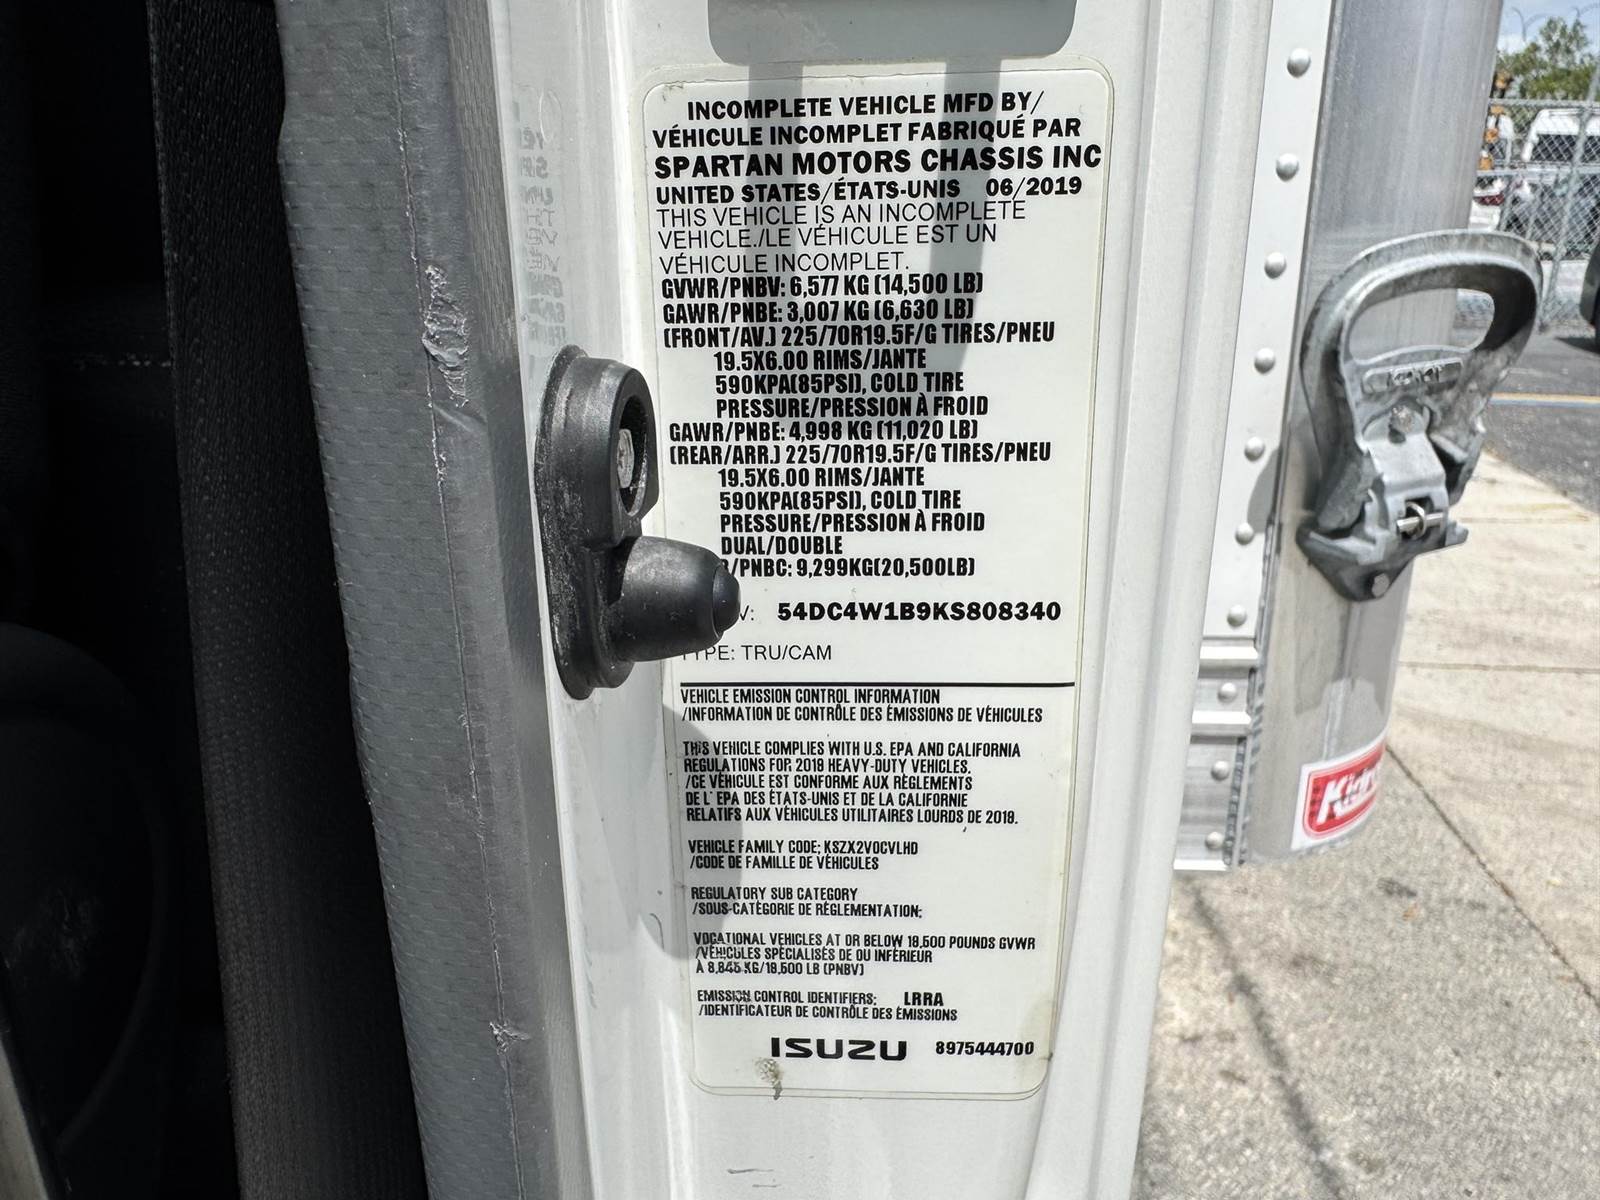 INCOMPLETE VEHICLE MFD BY/
VÉHICULE INCOMPLET FABRIQUÉ PAR
SPARTAN MOTORS CHASSIS INC
UNITED STATES/ÉTATS-UNIS 06/2019
THIS VEHICLE IS AN INCOMPLETE
VEHICLE./LE VÉHICULE EST UN
VÉHICULE INCOMPLET.
GVWR/PNBV: 6,577 KG (14,500 LB)
GAWR/PNBE: 3,007 KG (6,630 LB)
(FRONT/AV.) 225/70R19.5F/G TIRES/PNEU
19.5X6.00 RIMS/JANTE
590KPA(85PSI), COLD TIRE
PRESSURE/PRESSION À FROID
GAWR/PNBE: 4,998 KG (11,020 LB)
(REAR/ARR.) 225/70R19.5F/G TIRES/PNEU
19.5X6.00 RIMS/JANTE
590KPA(85PSI), COLD TIRE
PRESSURE/PRESSION À FROID
DUAL/DOUBLE
/PNBC: 9,299KG(20,500LB)
V: 54DC4W1B9KS808340
TYPE: TRU/CAM
VEHICLE EMISSION CONTROL INFORMATION
/INFORMATION DE CONTRÔLE DES ÉMISSIONS DE VÉHICULES
THIS VEHICLE COMPLIES WITH U.S. EPA AND CALIFORNIA
REGULATIONS FOR 2018 HEAVY-DUTY VEHICLES.
/CE VÉHICULE EST CONFORME AUX RÈGLEMENTS
DE L' EPA DES ÉTATS-UNIS ET DE LA CALIFORNIE
RELATIFS AUX VÉHICULES UTILITAIRES LOURDS DE 2018.
VEHICLE FAMILY CODE: KSZX2VOCVLHD
/CODE DE FAMILLE DE VÉHICULES
REGULATORY SUB CATEGORY
/SOUS-CATÉGORIE DE RÉGLEMENTATION:
VOCATIONAL VEHICLES AT OR BELOW 18,500 POUNDS GVWR
/VÉHICULES SPÉCIALISÉS DE OU INFÉRIEUR
À 8,845 KG/18,500 LB (PNBV)
EMISSION CONTROL IDENTIFIERS: LRRA
/IDENTIFICATEUR DE CONTRÔLE DES ÉMISSIONS
ISUZU 8975444700